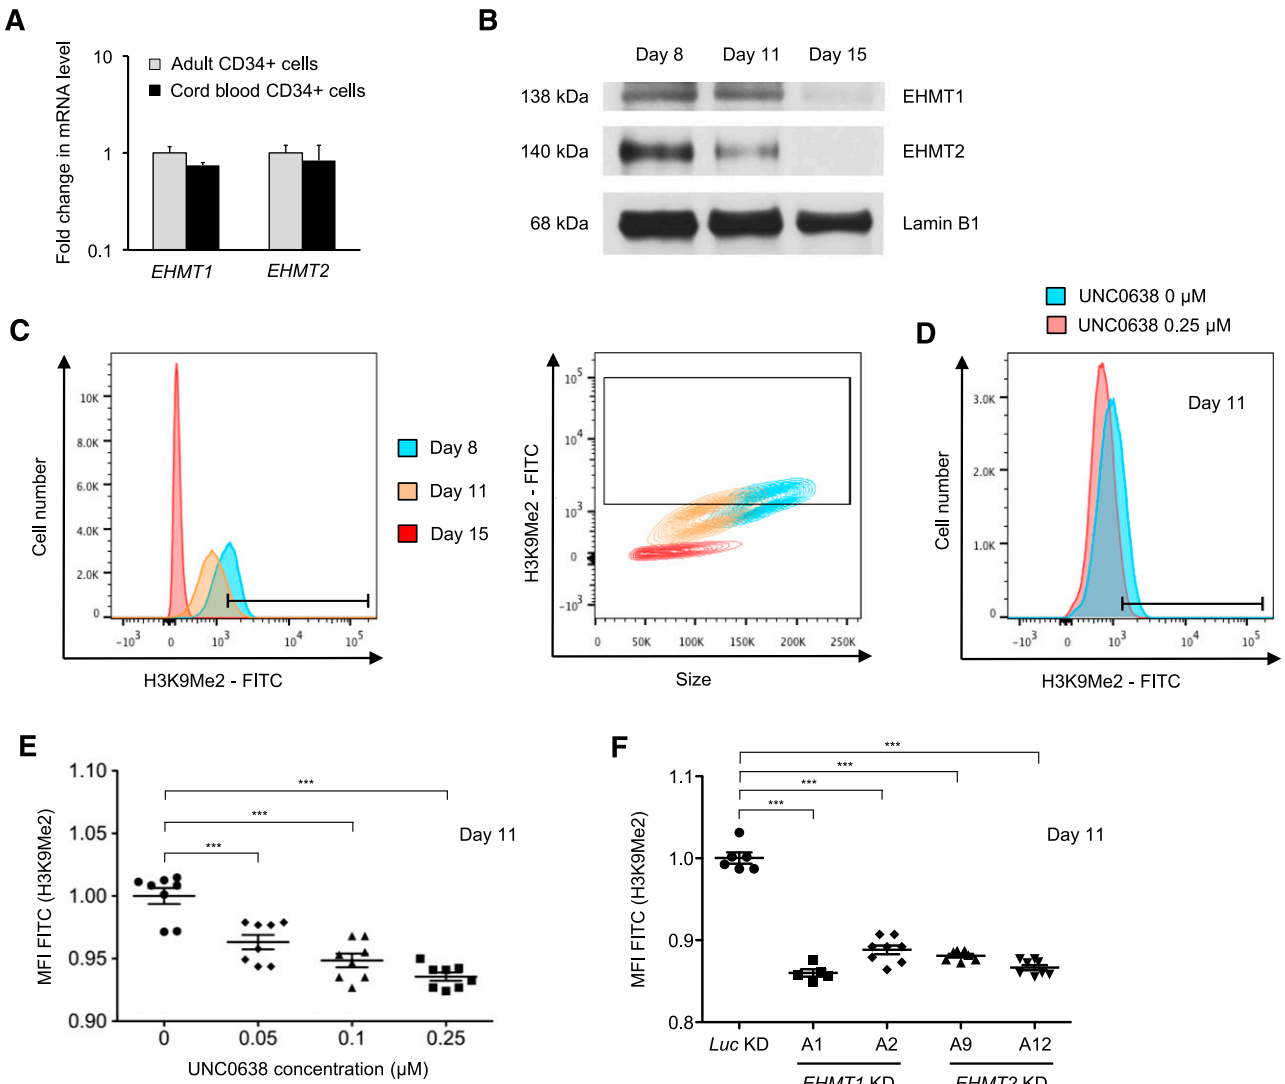 A
Fold change in mRNA level
10
1
0.1
Adult CD34+ cells
Cord blood CD34+ cells
EHMT1 EHMT2
B
Day 8 Day 11 Day 15
138 kDa EHMT1
140 kDa EHMT2
68 kDa Lamin B1
C
Cell number
10K
8.0K
6.0K
4.0K
2.0K
0
-10³ 0 10³ 10⁴ 10⁵
H3K9Me2 - FITC
Day 8
Day 11
Day 15
H3K9Me2 - FITC
10⁵
10⁴
10³
0
-10³
0 50K 100K 150K 200K 250K
Size
UNC0638 0 µM
UNC0638 0.25 µM
D
Day 11
Cell number
3.0K
2.0K
1.0K
0
-10³ 0 10³ 10⁴ 10⁵
H3K9Me2 - FITC
E
MFI FITC (H3K9Me2)
1.10
1.05
1.00
0.95
0.90
***
***
***
Day 11
0 0.05 0.1 0.25
UNC0638 concentration (µM)
F
MFI FITC (H3K9Me2)
1.1
1.0
0.9
0.8
***
***
***
***
Day 11
Luc KD A1 A2 A9 A12
EHMT1 KD EHMT2 KD